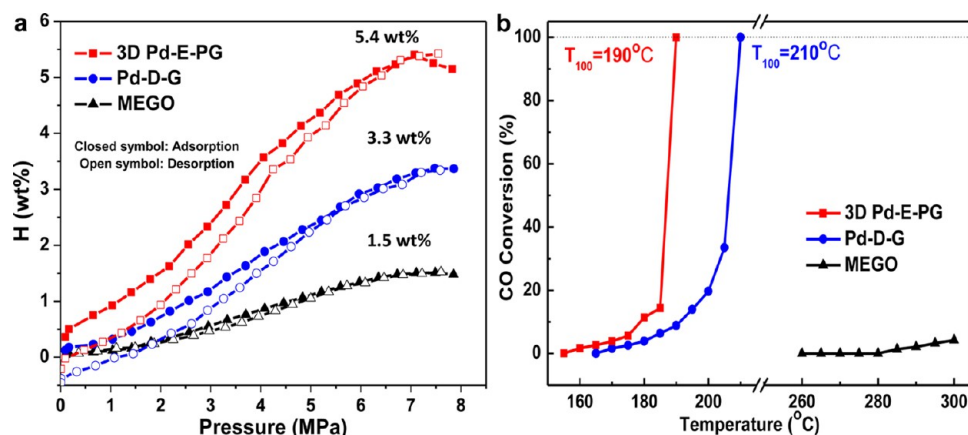 a
H (wt%)
6
5
4
3
2
1
0
3D Pd-E-PG
Pd-D-G
MEGO
Closed symbol: Adsorption
Open symbol: Desorption
5.4 wt%
3.3 wt%
1.5 wt%
0 1 2 3 4 5 6 7 8
Pressure (MPa)
b
CO Conversion (%)
100
80
60
40
20
0
T₁₀₀=190°C
T₁₀₀=210°C
3D Pd-E-PG
Pd-D-G
MEGO
160 180 200 260 280 300
Temperature (°C)